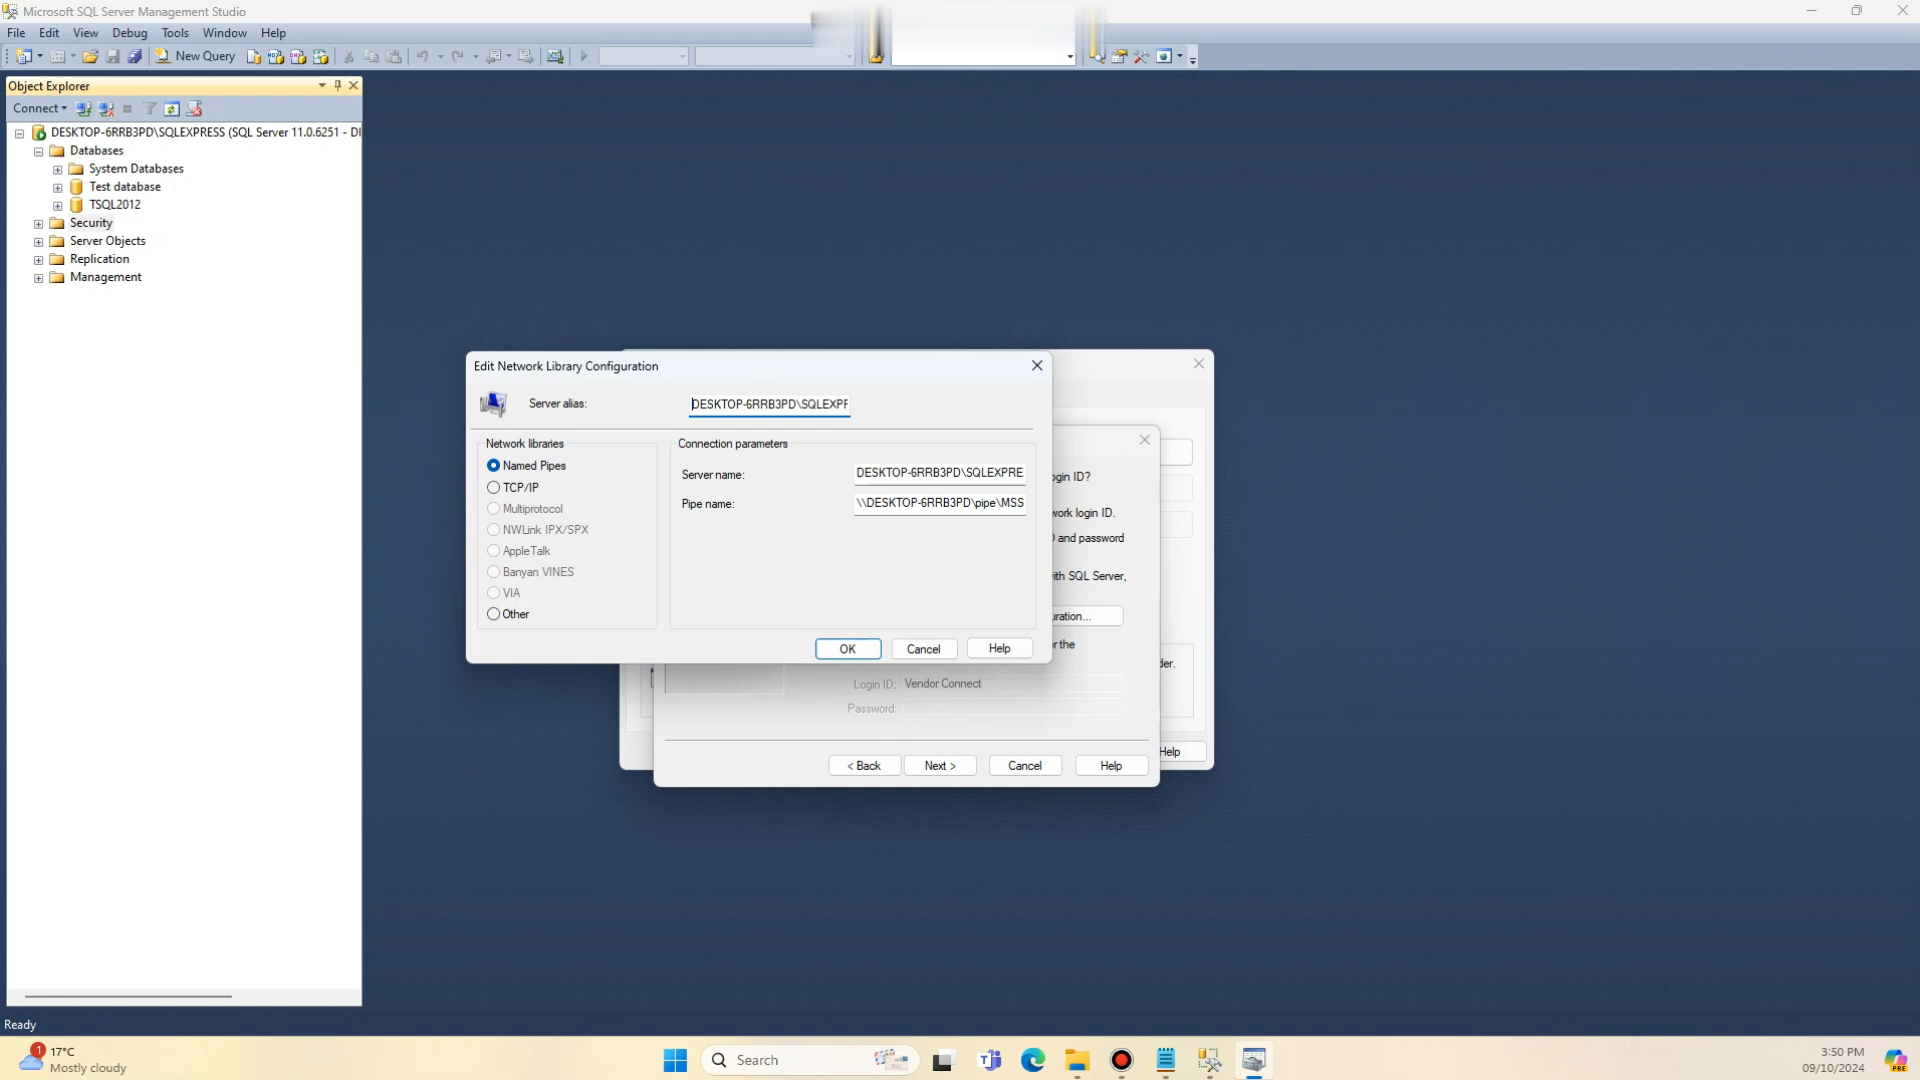 Microsoft SQL Server Management Studio
File Edit View Debug Tools Window Help
New Query
Object Explorer
Connect
DESKTOP-6RRB3PD\SQLEXPRESS (SQL Server 11.0.6251 - DI
Databases
System Databases
Test database
TSQL2012
Security
Server Objects
Replication
Management
Edit Network Library Configuration
Server alias: DESKTOP-6RRB3PD\SQLEXPF
Network libraries
Named Pipes
TCP/IP
Multiprotocol
NWLink IPX/SPX
AppleTalk
Banyan VINES
VIA
Other
Connection parameters
Server name: DESKTOP-6RRB3PD\SQLEXPRE
Pipe name: \\DESKTOP-6RRB3PD\pipe\MSS
OK Cancel Help
ogin ID?
work login ID.
and password
ith SQL Server,
uration...
r the
der.
Login ID: Vendor Connect
Password:
< Back Next > Cancel Help
Help
Ready
1
17°C
Mostly cloudy
Search
PRE
3:50 PM
09/10/2024